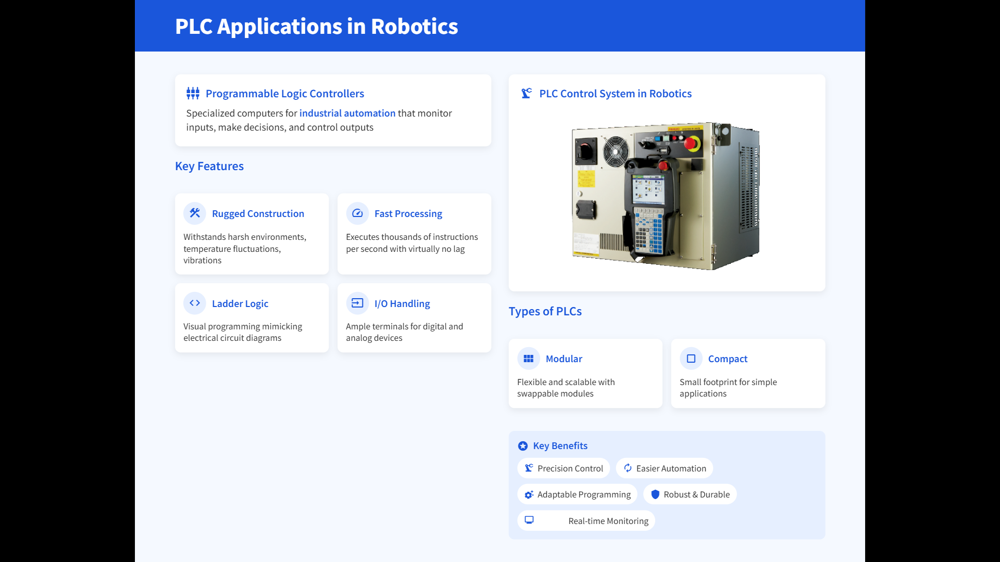 PLC Applications in Robotics
Programmable Logic Controllers
Specialized computers for industrial automation that monitor
inputs, make decisions, and control outputs
Key Features
Rugged Construction
Withstands harsh environments,
temperature fluctuations,
vibrations
Fast Processing
Executes thousands of instructions
per second with virtually no lag
Ladder Logic
Visual programming mimicking
electrical circuit diagrams
I/O Handling
Ample terminals for digital and
analog devices
PLC Control System in Robotics
FANUC
Types of PLCs
Modular
Flexible and scalable with
swappable modules
Compact
Small footprint for simple
applications
Key Benefits
Precision Control
Easier Automation
Adaptable Programming
Robust & Durable
Real-time Monitoring